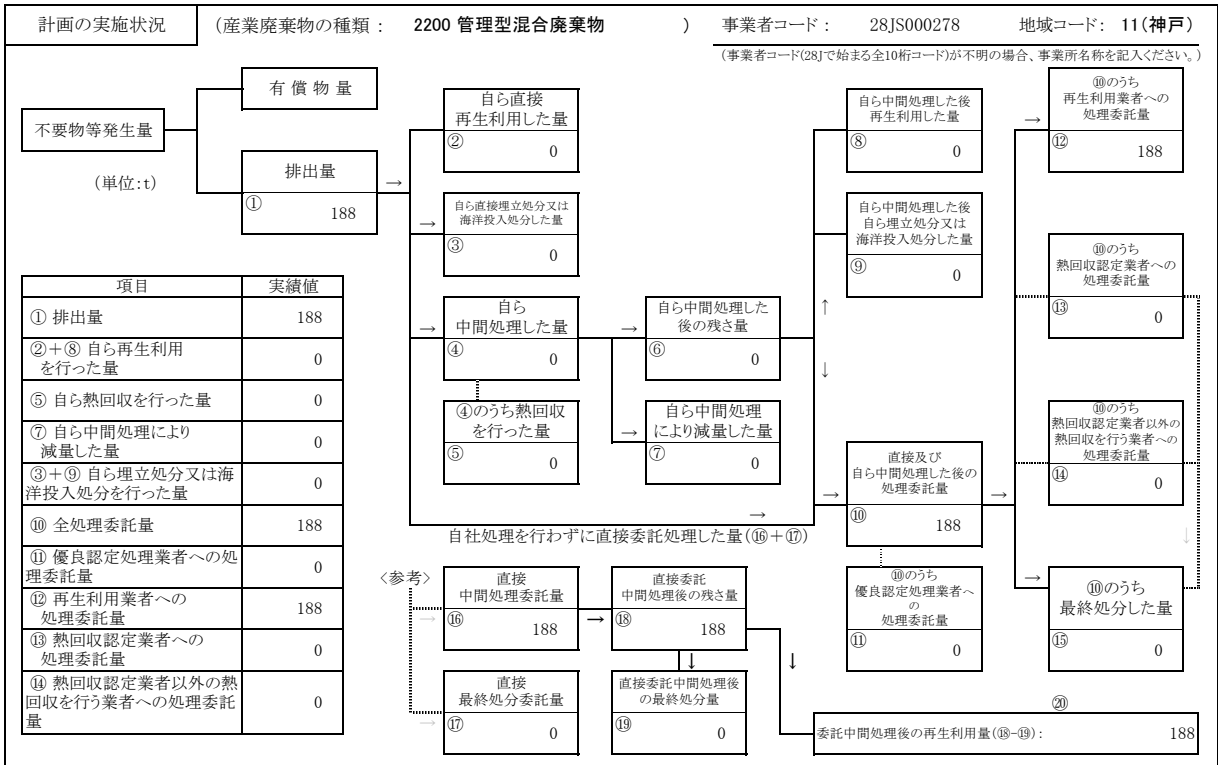 計画の実施状況 (産業廃棄物の種類： 2200 管理型混合廃棄物 ) 事業者コード： 28JS000278 地域コード： 11(神戸)
(事業者コード(28Jで始まる全10桁コード)が不明の場合、事業所名称を記入ください。)
不要物等発生量
(単位:t)
有償物量
排出量
→
① 188
自ら直接
再生利用した量
② 0
→
自ら直接埋立処分又は
海洋投入処分した量
③ 0
→
自ら
中間処理した量
④ 0
④のうち熱回収
を行った量
⑤ 0
→
自ら中間処理した
後の残さ量
⑥ 0
→
自ら中間処理
により減量した量
⑦ 0
自ら中間処理した後
再生利用した量
⑧ 0
自ら中間処理した後
自ら埋立処分又は
海洋投入処分した量
⑨ 0
↑
↓
→
直接及び
自ら中間処理した後の
処理委託量
⑩ 188
→
⑩のうち
優良認定処理業者へ
の
処理委託量
⑪ 0
→
⑩のうち
再生利用業者への
処理委託量
⑫ 188
⑩のうち
熱回収認定業者への
処理委託量
⑬ 0
⑩のうち
熱回収認定業者以外の
熱回収を行う業者への
処理委託量
⑭ 0
↓
→
⑩のうち
最終処分した量
⑮ 0
→
自社処理を行わずに直接委託処理した量(⑯＋⑰)
項目 実績値
① 排出量 188
②＋⑧ 自ら再生利用
を行った量 0
⑤ 自ら熱回収を行った量 0
⑦ 自ら中間処理により
減量した量 0
③＋⑨ 自ら埋立処分又は海
洋投入処分を行った量 0
⑩ 全処理委託量 188
⑪ 優良認定処理業者への処
理委託量 0
⑫ 再生利用業者への
処理委託量 188
⑬ 熱回収認定業者への
処理委託量 0
⑭ 熱回収認定業者以外の熱
回収を行う業者への処理委託
量 0
〈参考〉
→
直接
中間処理委託量
⑯ 188
→
直接委託
中間処理後の残さ量
⑱ 188
↓
↓
→
直接
最終処分委託量
⑰ 0
直接委託中間処理後
の最終処分量
⑲ 0
⑳
委託中間処理後の再生利用量(⑱-⑲)： 188